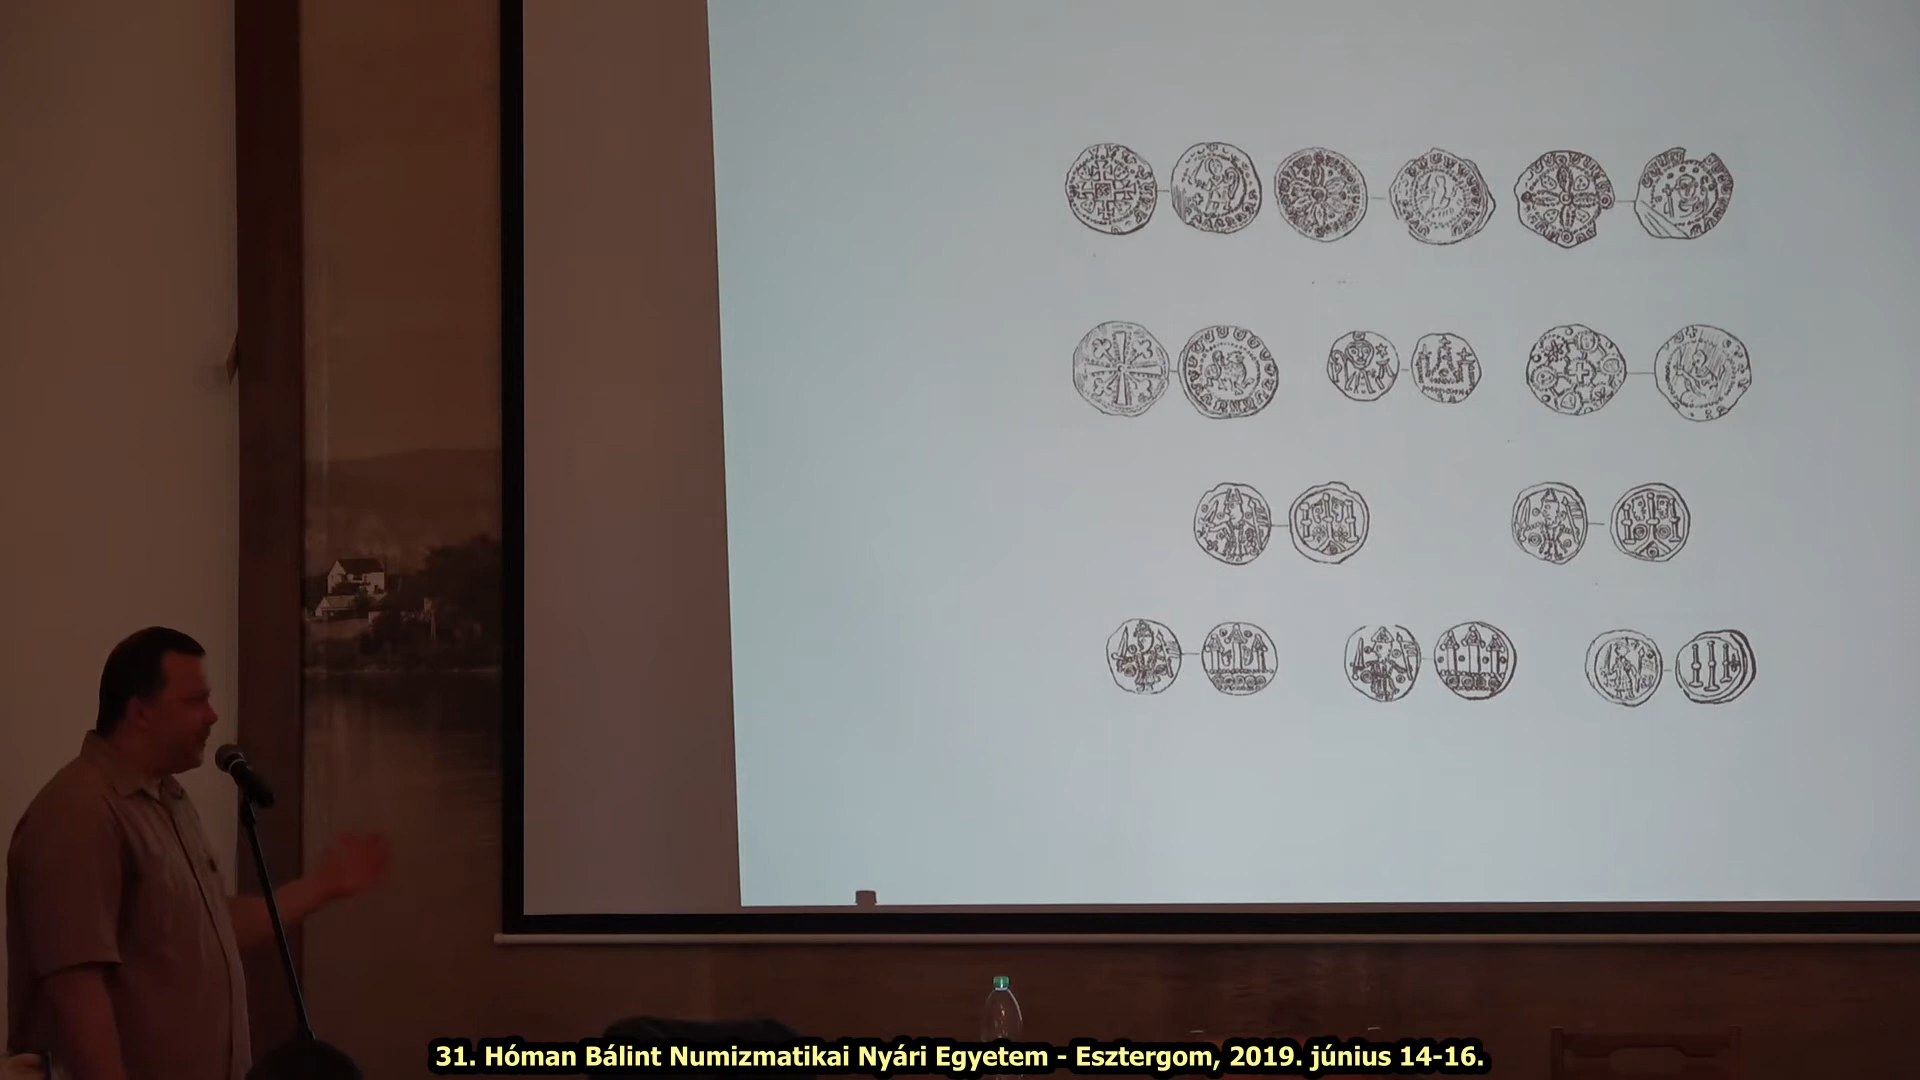 31. Hóman Bálint Numizmatikai Nyári Egyetem - Esztergom, 2019. június 14-16.